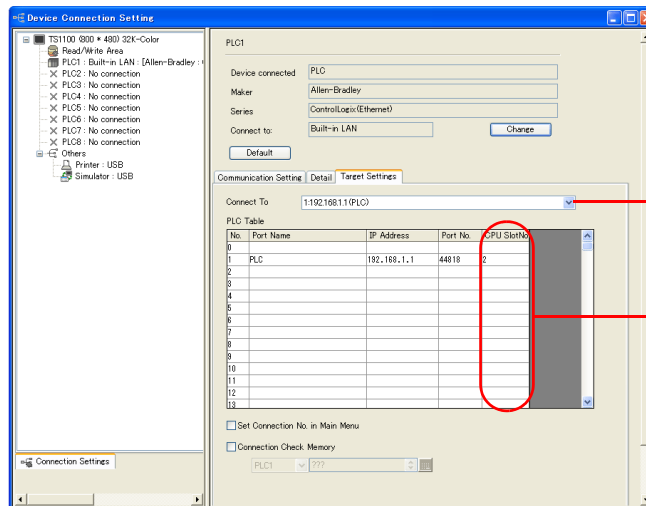 Device Connection Setting
TS1100 (800 * 480) 32K-Color
Read/Write Area
PLC1 : Built-in LAN : [Allen-Bradley :
PLC2 : No connection
PLC3 : No connection
PLC4 : No connection
PLC5 : No connection
PLC6 : No connection
PLC7 : No connection
PLC8 : No connection
Others
Printer : USB
Simulator : USB
Connection Settings
PLC1
Device connected PLC
Maker Allen-Bradley
Series ControlLogix(Ethernet)
Connect to: Built-in LAN Change
Default
Communication Setting Detail Target Settings
Connect To 1:192.168.1.1(PLC)
PLC Table
No. Port Name IP Address Port No. CPU SlotNo
0
1 PLC 192.168.1.1 44818 2
2
3
4
5
6
7
8
9
10
11
12
13
Set Connection No. in Main Menu
Connection Check Memory
PLC1 ???